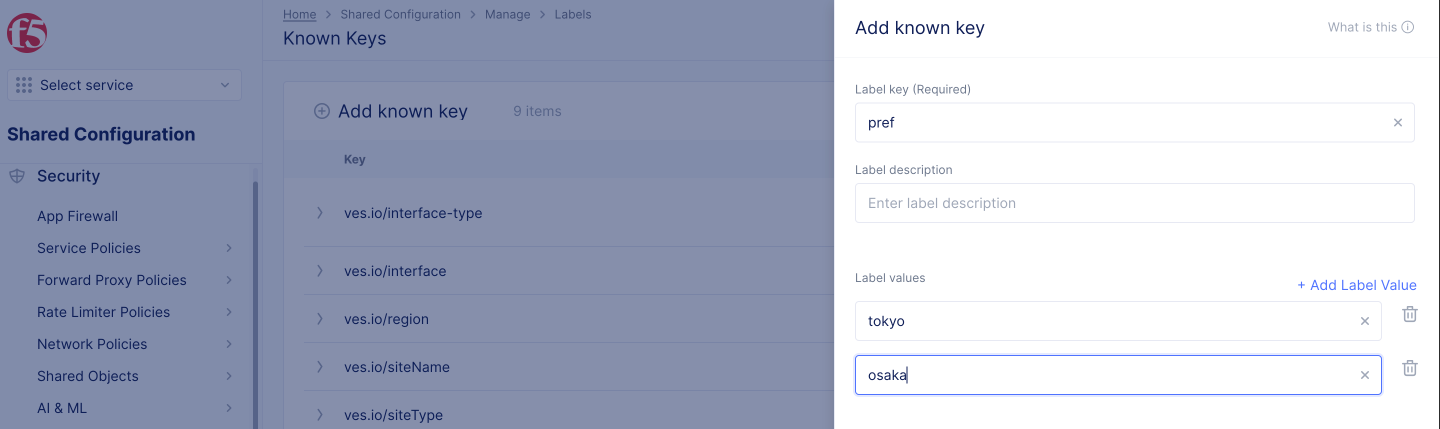 f5
Select service
Shared Configuration
Security
App Firewall
Service Policies
Forward Proxy Policies
Rate Limiter Policies
Network Policies
Shared Objects
AI & ML
Home > Shared Configuration > Manage > Labels
Known Keys
Add known key 9 items
Key
ves.io/interface-type
ves.io/interface
ves.io/region
ves.io/siteName
ves.io/siteType
Add known key What is this
Label key (Required)
pref
Label description
Enter label description
Label values
+ Add Label Value
tokyo
osaka